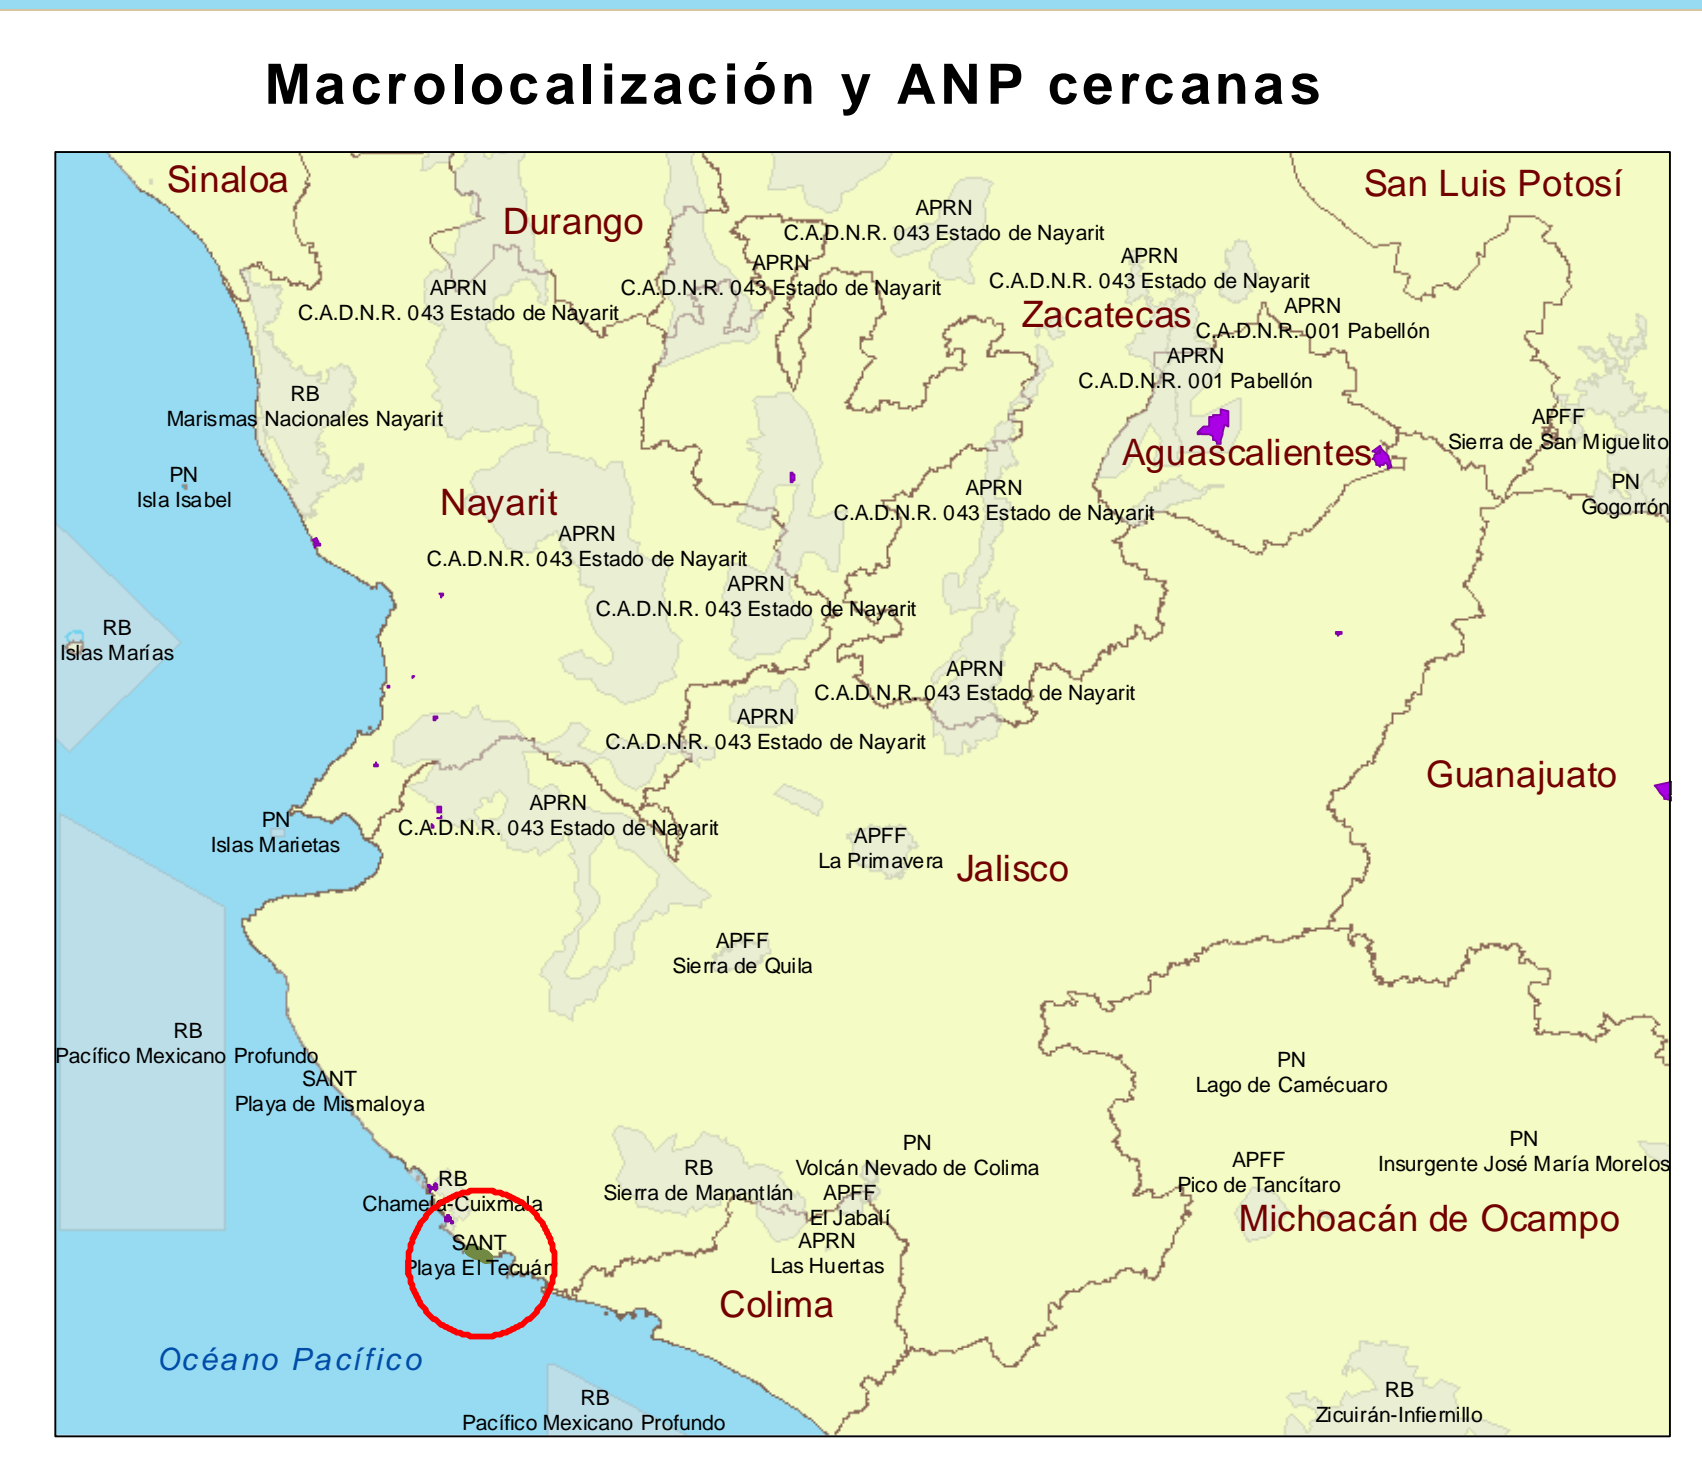 Macrolocalización y ANP cercanas
Sinaloa
San Luis Potosí
Durango
APRN
C.A.D.N.R. 043 Estado de Nayarit
APRN
C.A.D.N.R. 043 Estado de Nayarit
APRN
C.A.D.N.R. 043 Estado de Nayarit
APRN
C.A.D.N.R. 043 Estado de Nayarit
Zacatecas
APRN
C.A.D.N.R. 001 Pabellón
APRN
C.A.D.N.R. 001 Pabellón
RB
Marismas Nacionales Nayarit
APFF
Sierra de San Miguelito
Aguascalientes
PN
Isla Isabel
PN
Gogorrón
Nayarit
APRN
C.A.D.N.R. 043 Estado de Nayarit
APRN
C.A.D.N.R. 043 Estado de Nayarit
APRN
C.A.D.N.R. 043 Estado de Nayarit
RB
Islas Marías
APRN
C.A.D.N.R. 043 Estado de Nayarit
APRN
C.A.D.N.R. 043 Estado de Nayarit
Guanajuato
APRN
C.A.D.N.R. 043 Estado de Nayarit
PN
Islas Marietas
APFF
La Primavera
Jalisco
APFF
Sierra de Quila
RB
Pacífico Mexicano Profundo
SANT
Playa de Mismaloya
PN
Lago de Camécuaro
PN
Volcán Nevado de Colima
PN
Insurgente José María Morelos
RB
Sierra de Manantlán
APFF
Pico de Tancítaro
RB
Chamela-Cuixmala
APFF
El Jabalí
Michoacán de Ocampo
SANT
Playa El Tecuán
APRN
Las Huertas
Colima
Océano Pacífico
RB
Pacífico Mexicano Profundo
RB
Zicuirán-Infiernillo